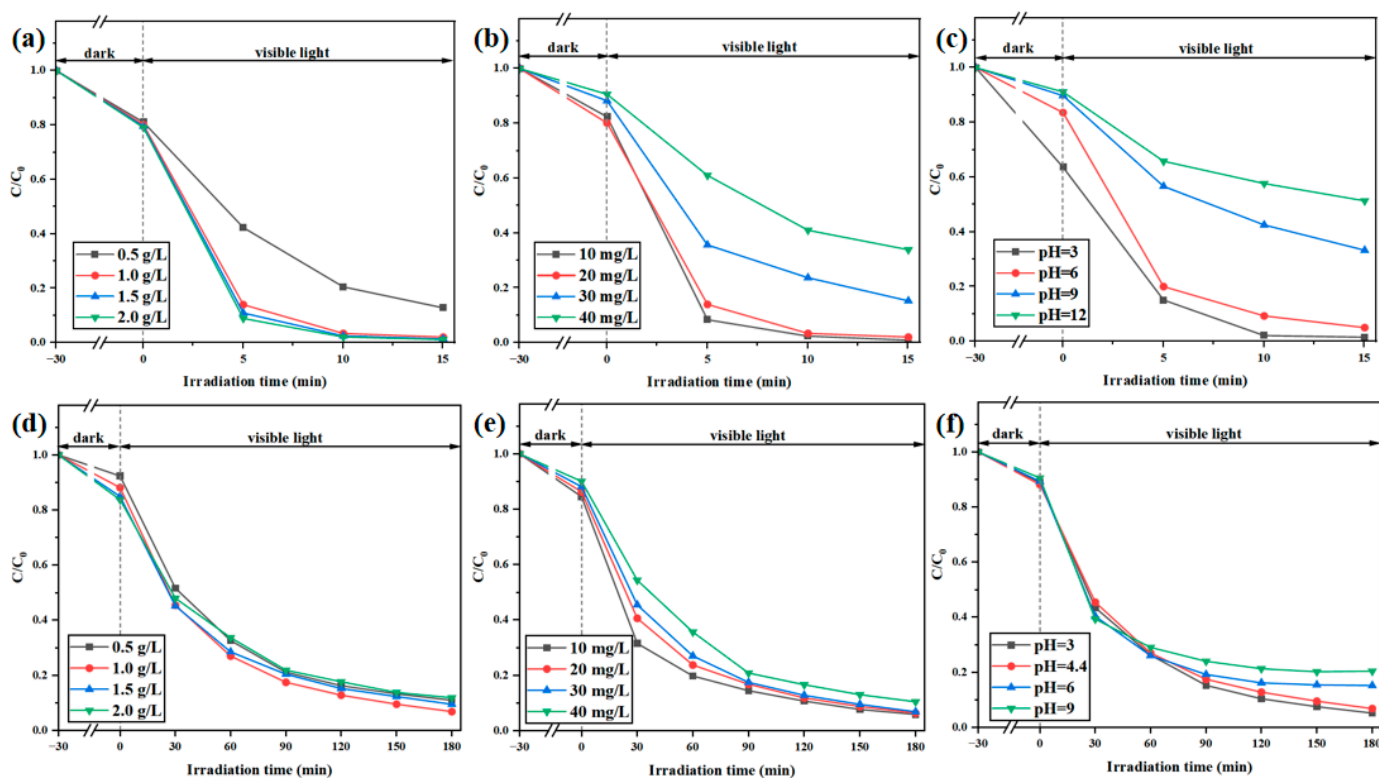 (a)
dark
visible light
1.0
0.8
0.6
0.4
0.2
0.0
C/C0
0.5 g/L
1.0 g/L
1.5 g/L
2.0 g/L
−30
0
5
10
15
Irradiation time (min)
(b)
dark
visible light
1.0
0.8
0.6
0.4
0.2
0.0
C/C0
10 mg/L
20 mg/L
30 mg/L
40 mg/L
−30
0
5
10
15
Irradiation time (min)
(c)
dark
visible light
1.0
0.8
0.6
0.4
0.2
0.0
C/C0
pH=3
pH=6
pH=9
pH=12
−30
0
5
10
15
Irradiation time (min)
(d)
dark
visible light
1.0
0.8
0.6
0.4
0.2
0.0
C/C0
0.5 g/L
1.0 g/L
1.5 g/L
2.0 g/L
−30
0
30
60
90
120
150
180
Irradiation time (min)
(e)
dark
visible light
1.0
0.8
0.6
0.4
0.2
0.0
C/C0
10 mg/L
20 mg/L
30 mg/L
40 mg/L
−30
0
30
60
90
120
150
180
Irradiation time (min)
(f)
dark
visible light
1.0
0.8
0.6
0.4
0.2
0.0
C/C0
pH=3
pH=4.4
pH=6
pH=9
−30
0
30
60
90
120
150
180
Irradiation time (min)